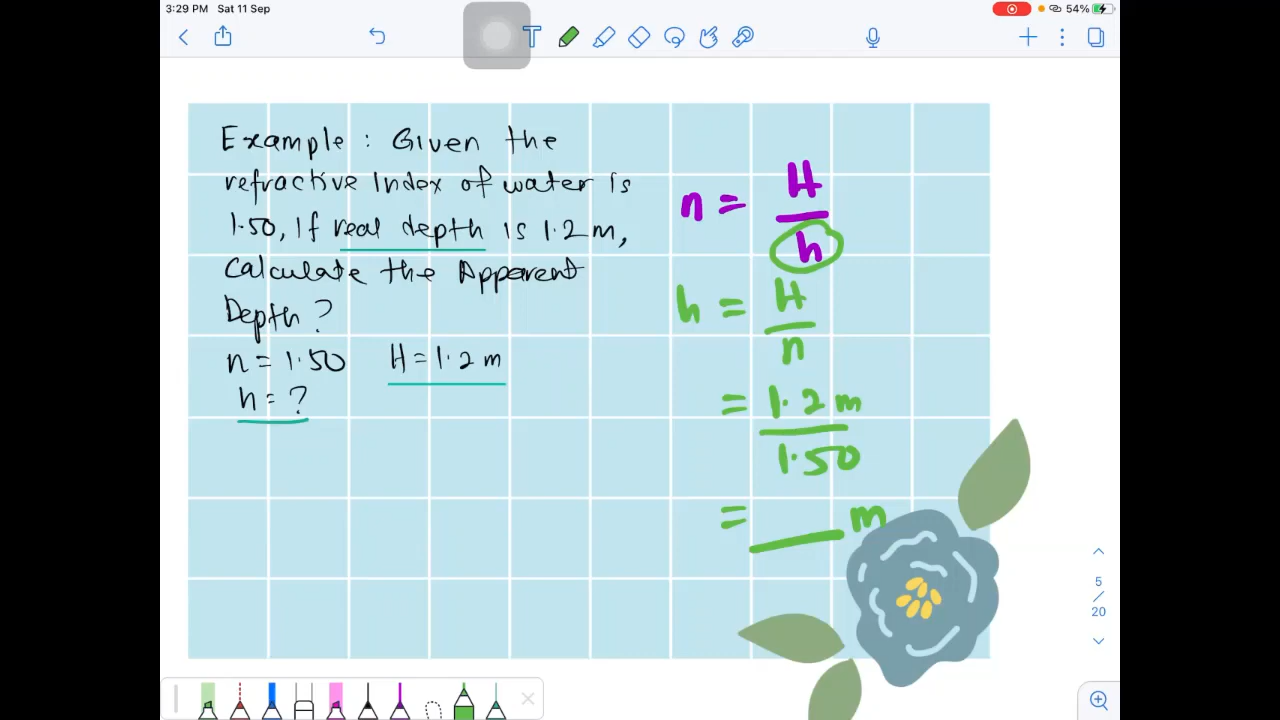 3:29 PM Sat 11 Sep
54%
T
Example : Given the
refractive index of water is
1.50, If real depth is 1.2 m,
Calculate the Apparent
Depth ?
n = 1.50 H = 1.2 m
h = ?
n = H
h
h = H
n
= 1.2 m
1.50
= ___ m
5
/
20